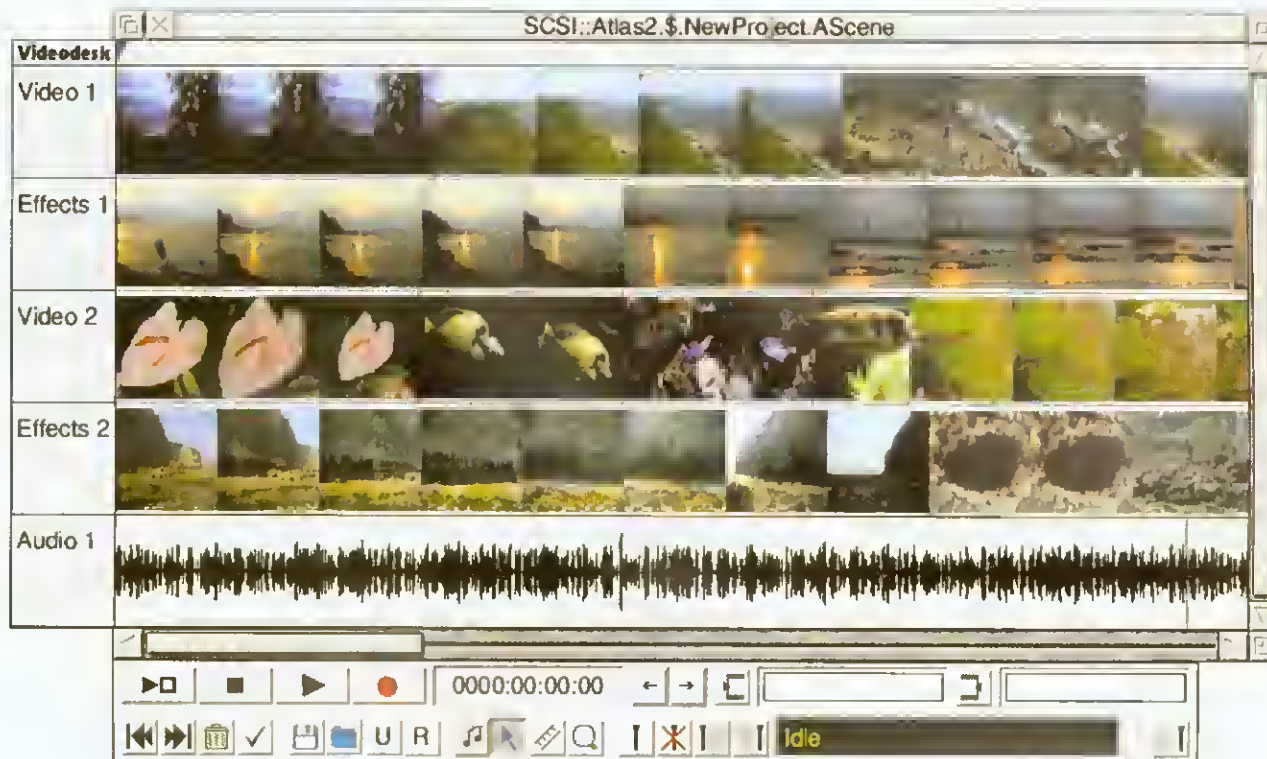 SCSI::Atlas2.$.NewProject.AScene
Videodesk
Video 1
Effects 1
Video 2
Effects 2
Audio 1
0000:00:00:00
U R
Idle